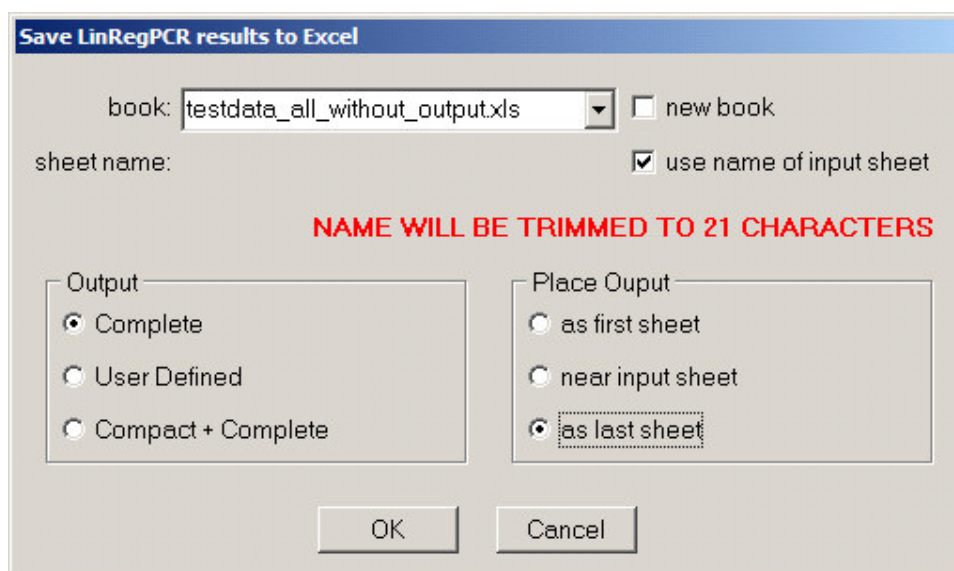 Save LinRegPCR results to Excel
book: testdata_all_without_output.xls new book
sheet name: use name of input sheet
NAME WILL BE TRIMMED TO 21 CHARACTERS
Output
Complete
User Defined
Compact + Complete
Place Ouput
as first sheet
near input sheet
as last sheet
OK Cancel